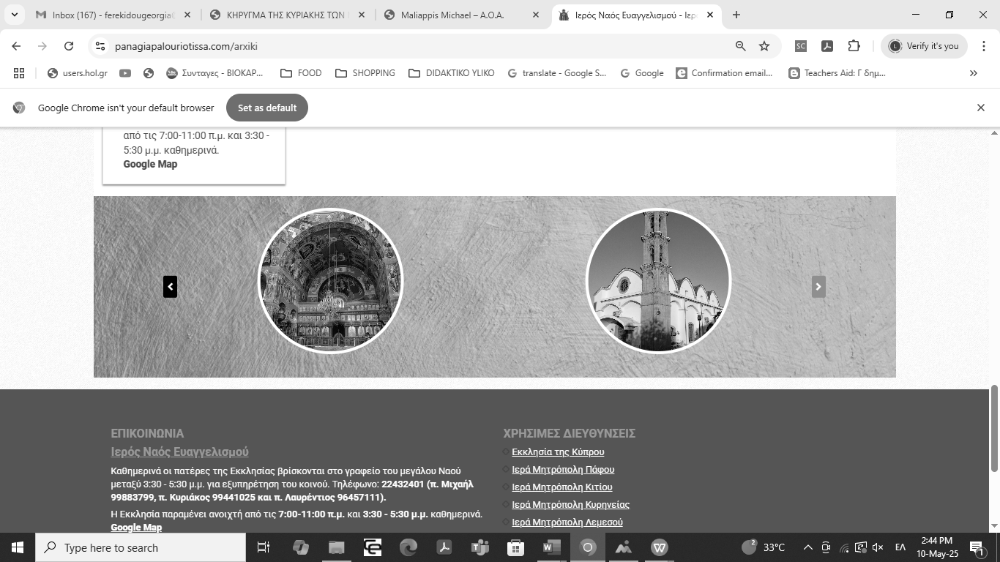 Inbox (167) - ferekidougeorgia
ΚΗΡΥΓΜΑ ΤΗΣ ΚΥΡΙΑΚΗΣ ΤΩΝ
Maliappis Michael – A.O.A.
Ιερός Ναός Ευαγγελισμού - Ιερ
panagiapalouriotissa.com/arxiki
SC
L
Verify it's you
users.hol.gr
Συνταγες - ΒΙΟΚΑΡ...
FOOD
SHOPPING
DIDAKTIKO YLIKO
translate - Google S...
Google
Confirmation email...
Teachers Aid: Γ δημ...
Google Chrome isn't your default browser
Set as default
από τις 7:00-11:00 π.μ. και 3:30 -
5:30 μ.μ. καθημερινά.
Google Map
ΕΠΙΚΟΙΝΩΝΙΑ
Ιερός Ναός Ευαγγελισμού
Καθημερινά οι πατέρες της Εκκλησίας βρίσκονται στο γραφείο του μεγάλου Ναού
μεταξύ 3:30 - 5:30 μ.μ. για εξυπηρέτηση του κοινού. Τηλέφωνο: 22432401 (π. Μιχαήλ
99883799, π. Κυριάκος 99441025 και π. Λαυρέντιος 96457111).
Η Εκκλησία παραμένει ανοιχτή από τις 7:00-11:00 π.μ. και 3:30 - 5:30 μ.μ. καθημερινά.
Google Map
ΧΡΗΣΙΜΕΣ ΔΙΕΥΘΥΝΣΕΙΣ
Εκκλησία της Κύπρου
Ιερά Μητρόπολη Πάφου
Ιερά Μητρόπολη Κιτίου
Ιερά Μητρόπολη Κυρηνείας
Ιερά Μητρόπολη Λεμεσού
Type here to search
2
33°C
ΕΛ
2:44 PM
10-May-25
1